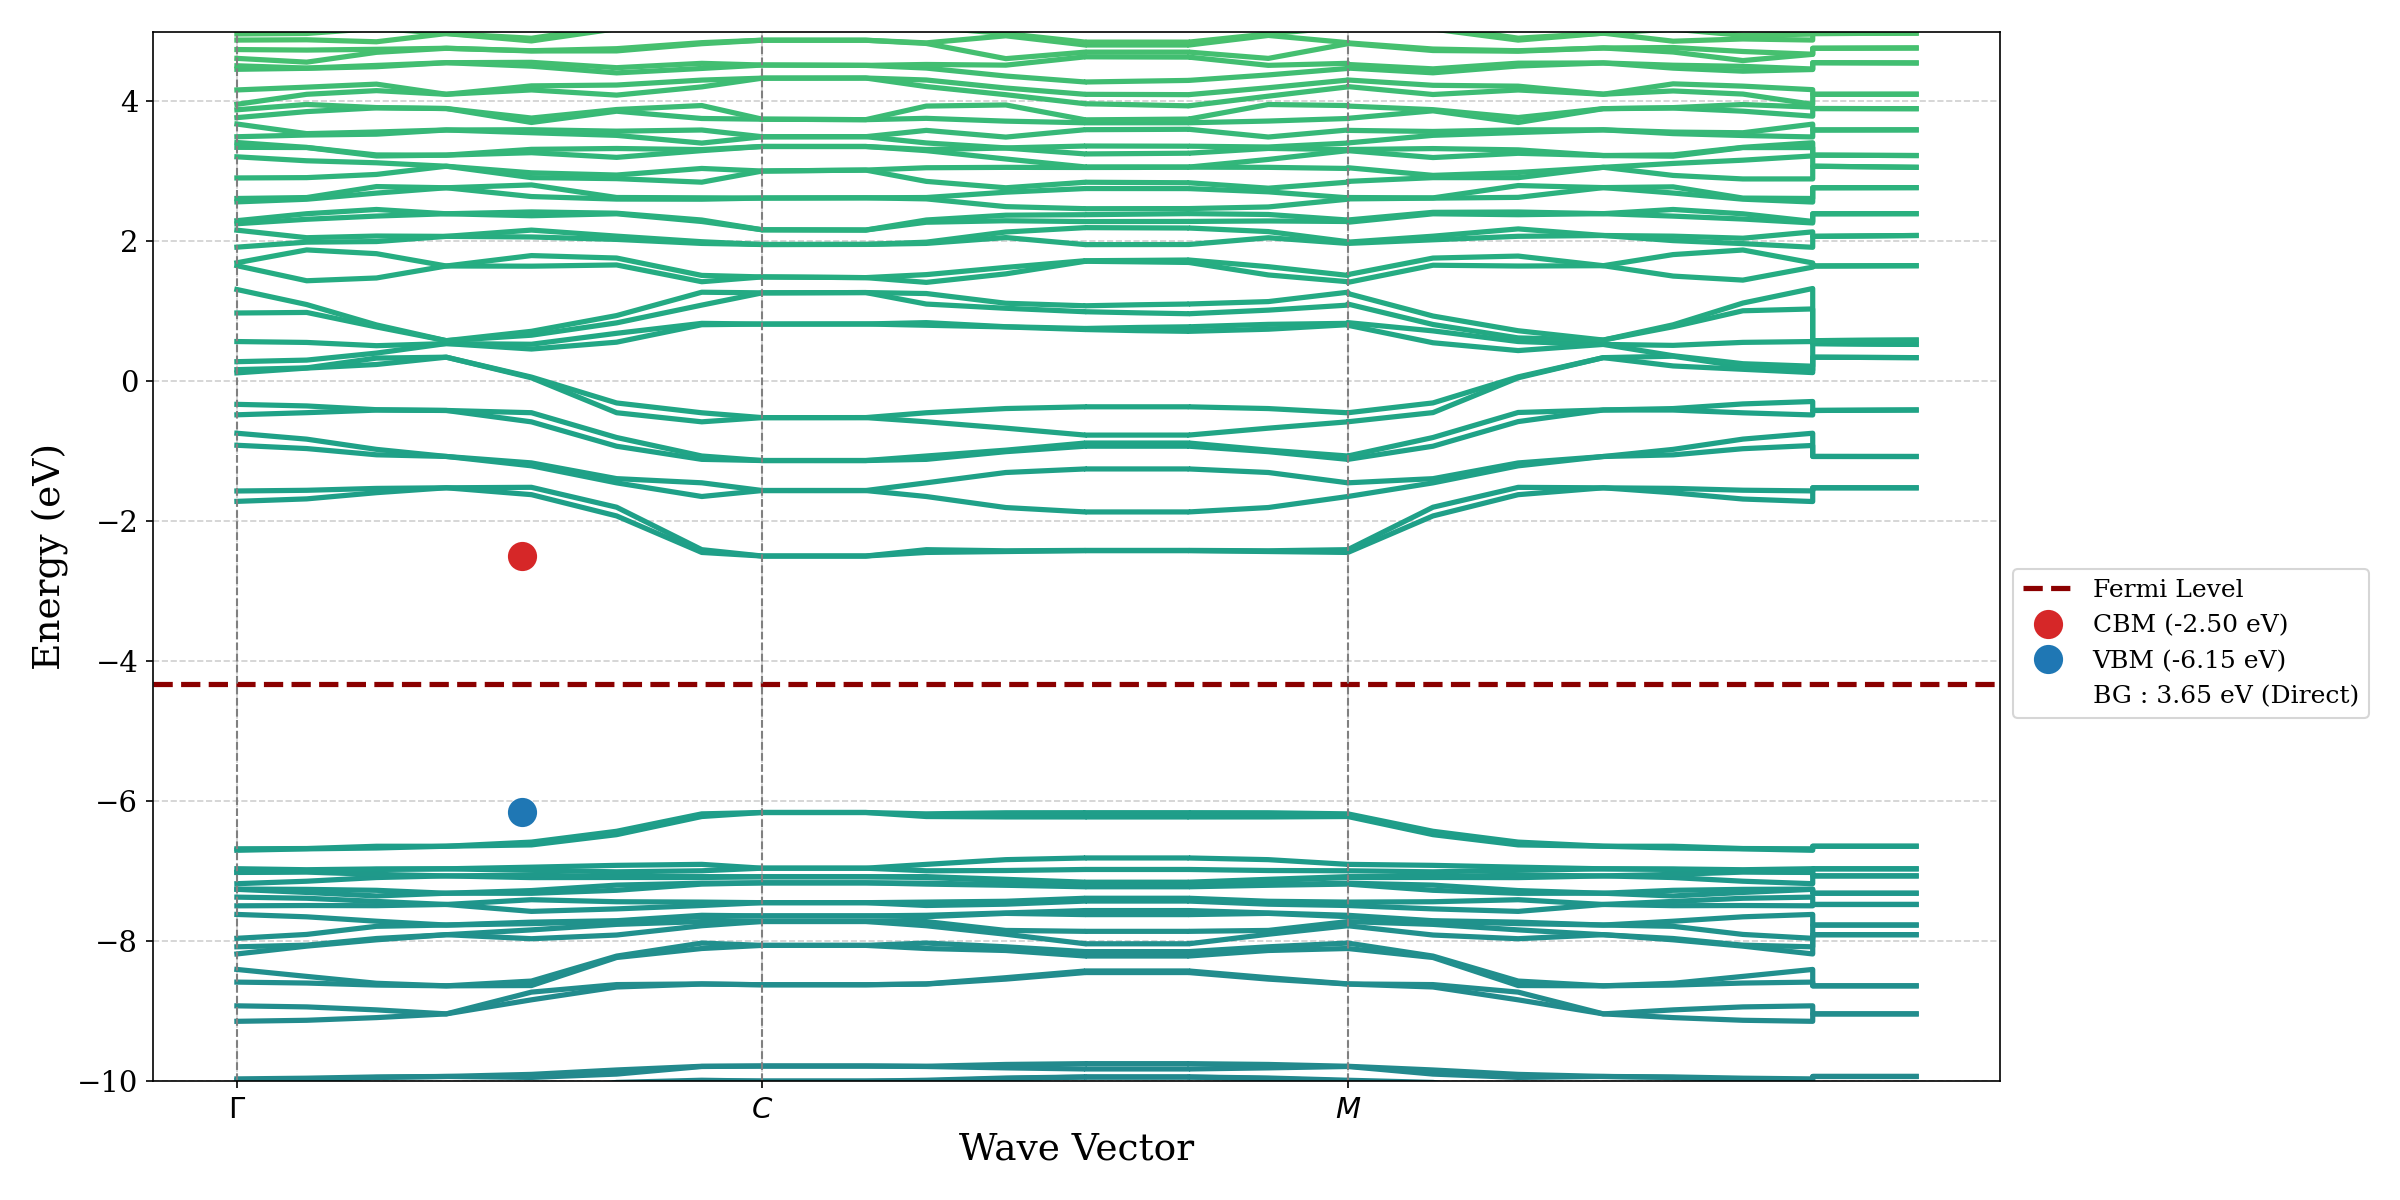 4
2
0
−2
−4
−6
−8
−10
Energy (eV)
Γ
C
M
Wave Vector
Fermi Level
CBM (-2.50 eV)
VBM (-6.15 eV)
BG : 3.65 eV (Direct)